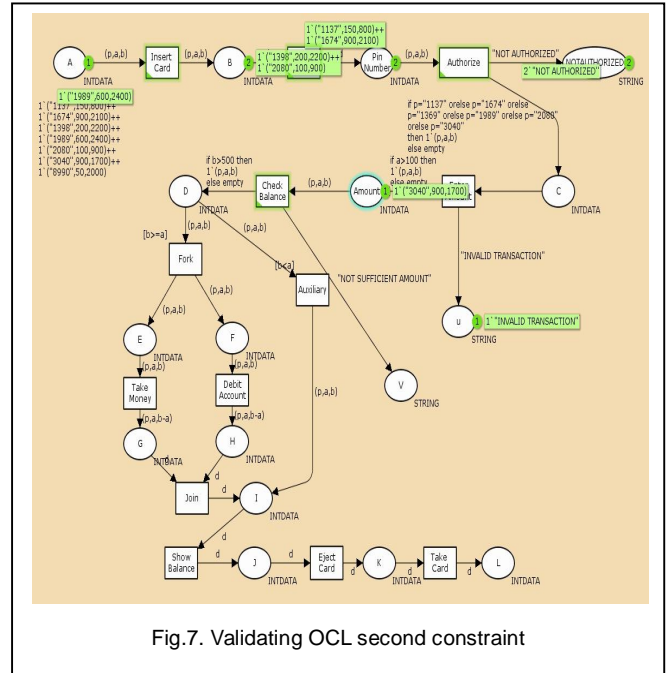 1`("1137",150,800)++
1`("1674",900,2100)
(p,a,b)
(p,a,b)
(p,a,b)
"NOT AUTHORIZED"
A
1
Insert
Card
B
2
1`("1398",200,2200)++
1`("2080",100,900)
Pin
Number
2
Authorize
NOTAUTHORIZED
2
2`"NOT AUTHORIZED"
INTDATA
INTDATA
INTDATA
STRING
1`("1989",600,2400)
1`("1137",150,800)++
1`("1674",900,2100)++
1`("1398",200,2200)++
1`("1989",600,2400)++
1`("2080",100,900)++
1`("3040",900,1700)++
1`("8990",50,2000)
if p="1137" orelse p="1674" orelse
p="1369" orelse p="1989" orelse p="2080"
orelse p="3040"
then 1`(p,a,b)
else empty
if b>500 then
1`(p,a,b)
else empty
if a>100 then
1`(p,a,b)
else empty
D
Check
Balance
(p,a,b)
Amount
1
1`("3040",900,1700)
C
INTDATA
INTDATA
INTDATA
(p,a,b)
(p,a,b)
[b>=a]
Fork
[b<a]
"NOT SUFFICIENT AMOUNT"
"INVALID TRANSACTION"
Auxiliary
(p,a,b)
(p,a,b)
E
F
u
1
1`"INVALID TRANSACTION"
INTDATA
INTDATA
STRING
(p,a,b)
(p,a,b)
Take
Money
Debit
Account
(p,a,b)
V
STRING
(p,a,b-a)
(p,a,b-a)
G
H
INTDATA
INTDATA
d
d
Join
d
I
INTDATA
d
Show
Balance
d
J
d
Eject
Card
d
K
d
Take
Card
d
L
INTDATA
INTDATA
INTDATA
Fig.7. Validating OCL second constraint